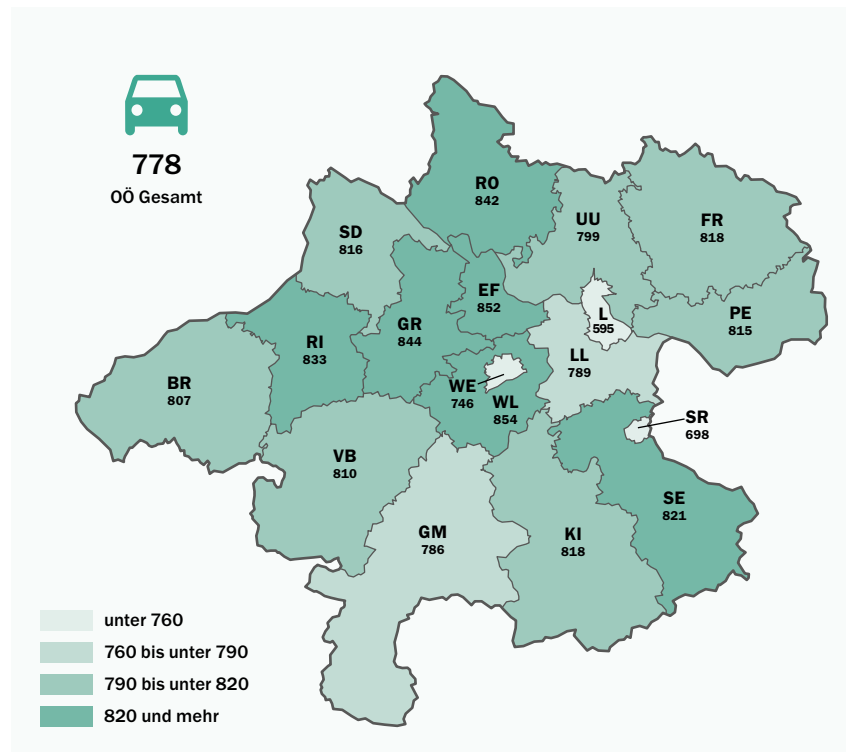 778
OÖ Gesamt
RO
842
UU
799
FR
818
SD
816
EF
852
L
595
PE
815
GR
844
RI
833
LL
789
BR
807
WE
746
WL
854
SR
698
VB
810
SE
821
GM
786
KI
818
unter 760
760 bis unter 790
790 bis unter 820
820 und mehr